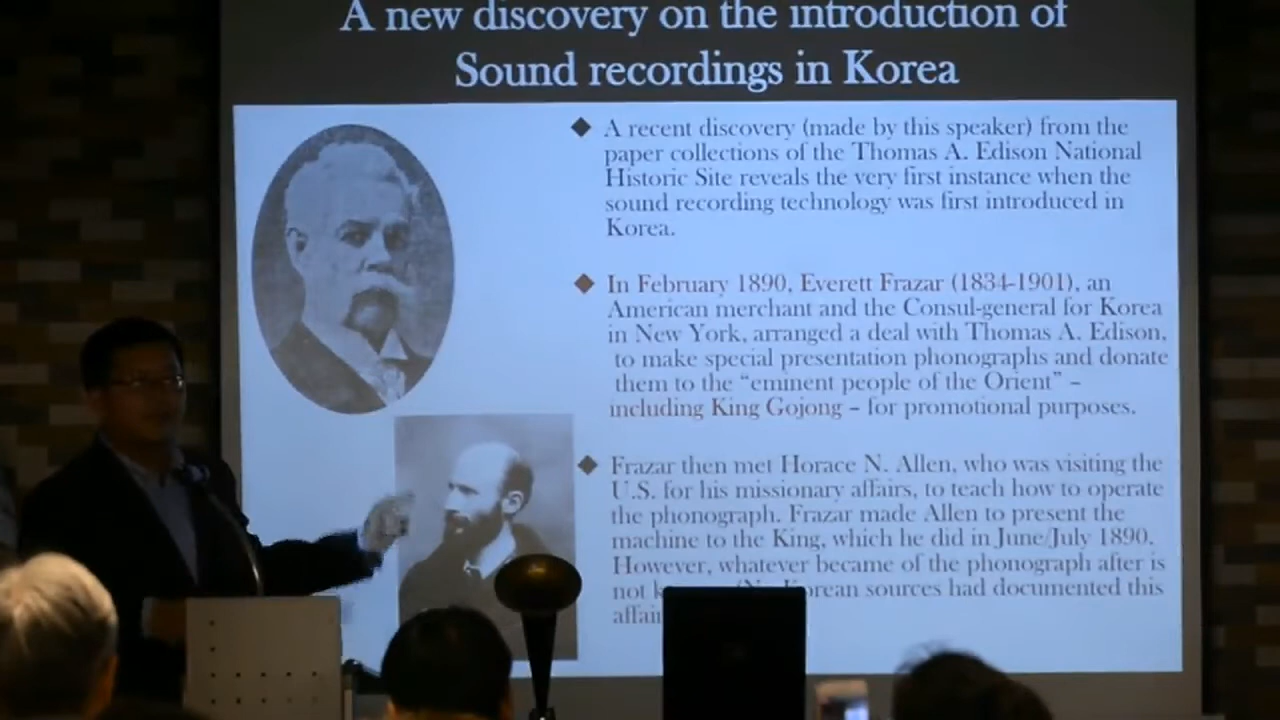 A new discovery on the introduction of
Sound recordings in Korea
A recent discovery (made by this speaker) from the
paper collections of the Thomas A. Edison National
Historic Site reveals the very first instance when the
sound recording technology was first introduced in
Korea.
In February 1890, Everett Frazar (1834-1901), an
American merchant and the Consul-general for Korea
in New York, arranged a deal with Thomas A. Edison,
to make special presentation phonographs and donate
them to the “eminent people of the Orient” –
including King Gojong – for promotional purposes.
Frazar then met Horace N. Allen, who was visiting the
U.S. for his missionary affairs, to teach how to operate
the phonograph. Frazar made Allen to present the
machine to the King, which he did in June/July 1890.
However, whatever became of the phonograph after is
not sources had documented this